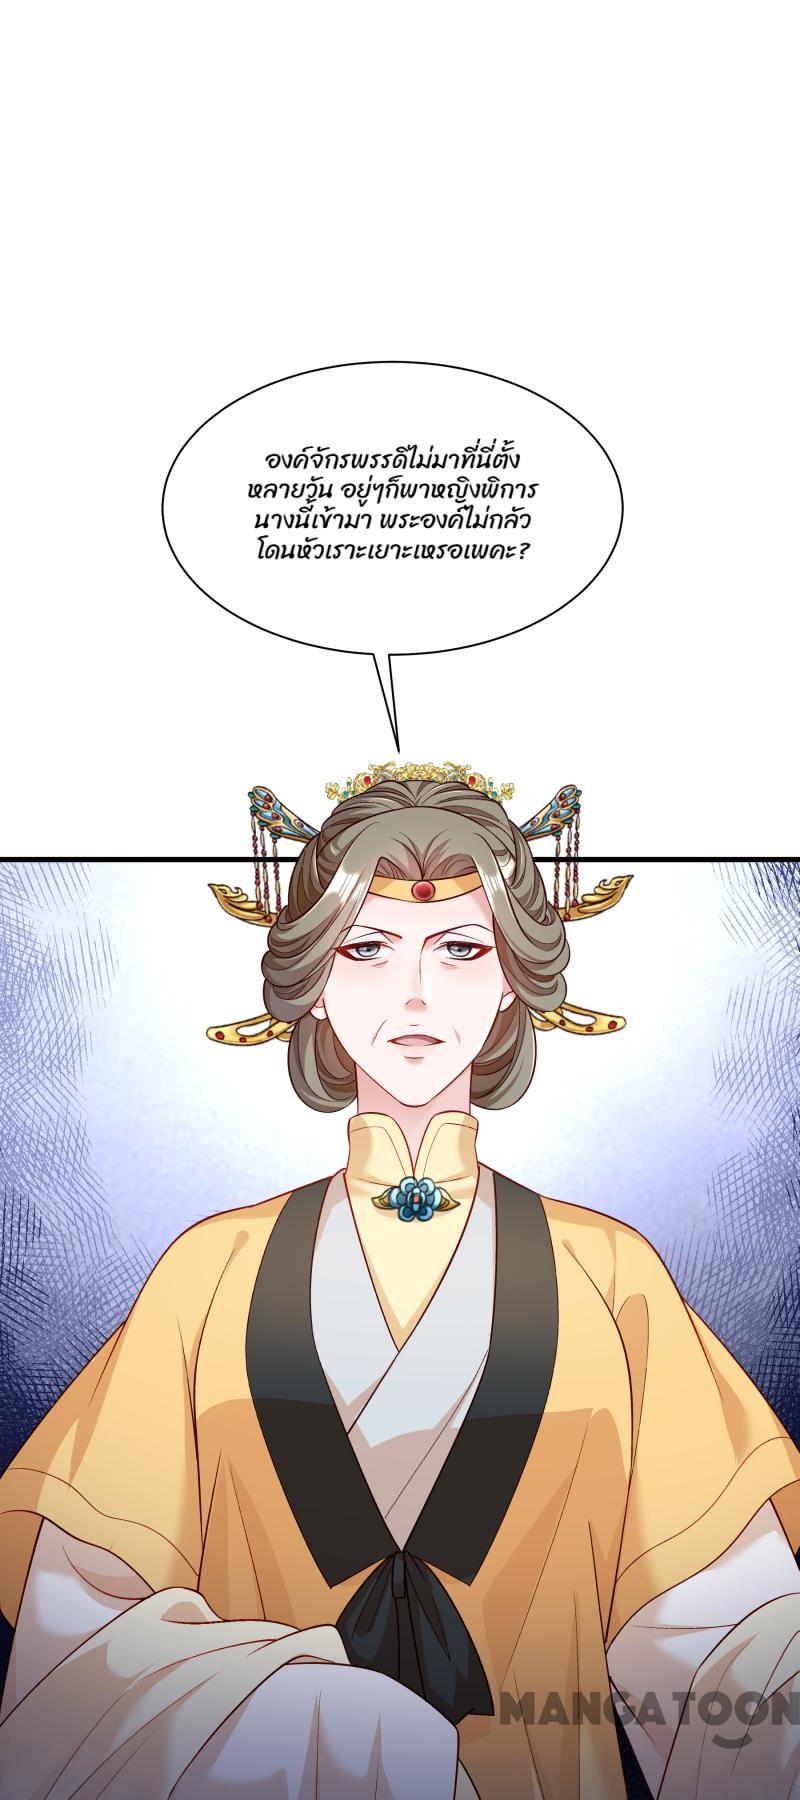 องค์จักรพรรดิไม่มาที่นี่ตั้ง
หลายวัน อยู่ๆก็พาหญิงพิการ
นางนี้เข้ามา พระองค์ไม่กลัว
โดนหัวเราะเยาะเหรอเพคะ?
MANGATOON